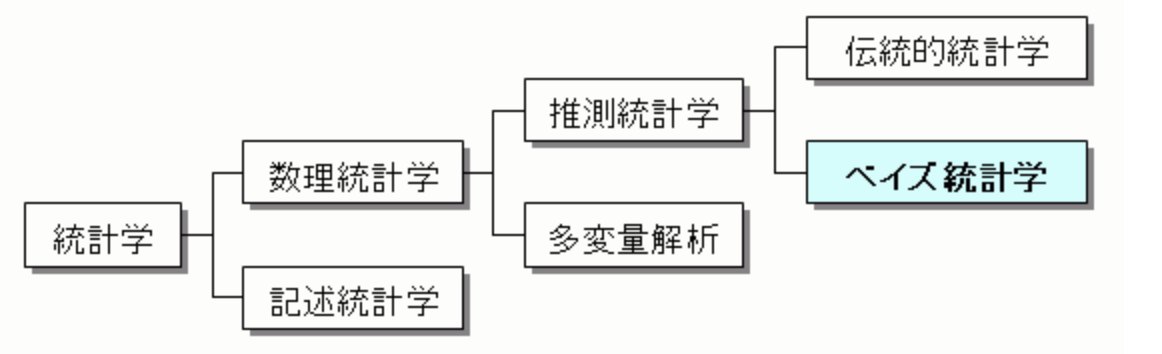 伝統的統計学
推測統計学
数理統計学
ベイズ統計学
統計学
多変量解析
記述統計学